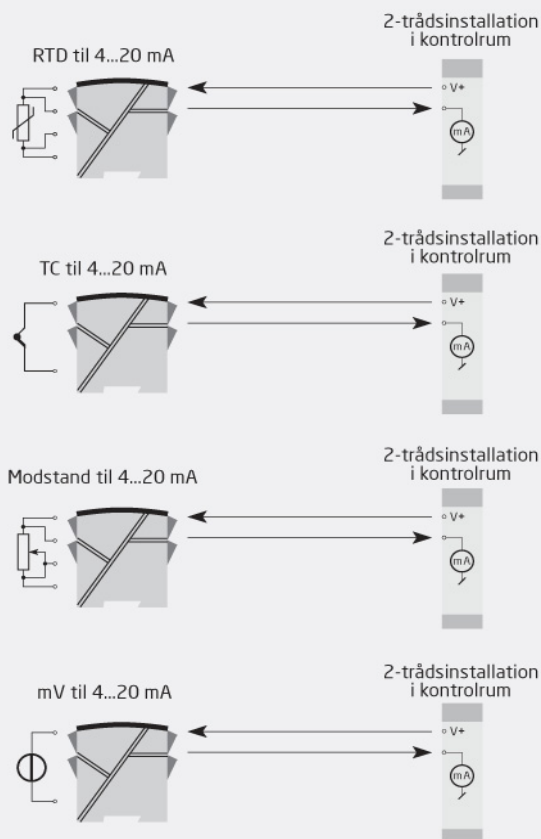 2-trådsinstallation
i kontrolrum
RTD til 4...20 mA
V+
mA
2-trådsinstallation
i kontrolrum
TC til 4...20 mA
V+
mA
2-trådsinstallation
i kontrolrum
Modstand til 4...20 mA
V+
mA
2-trådsinstallation
i kontrolrum
mV til 4...20 mA
V+
mA